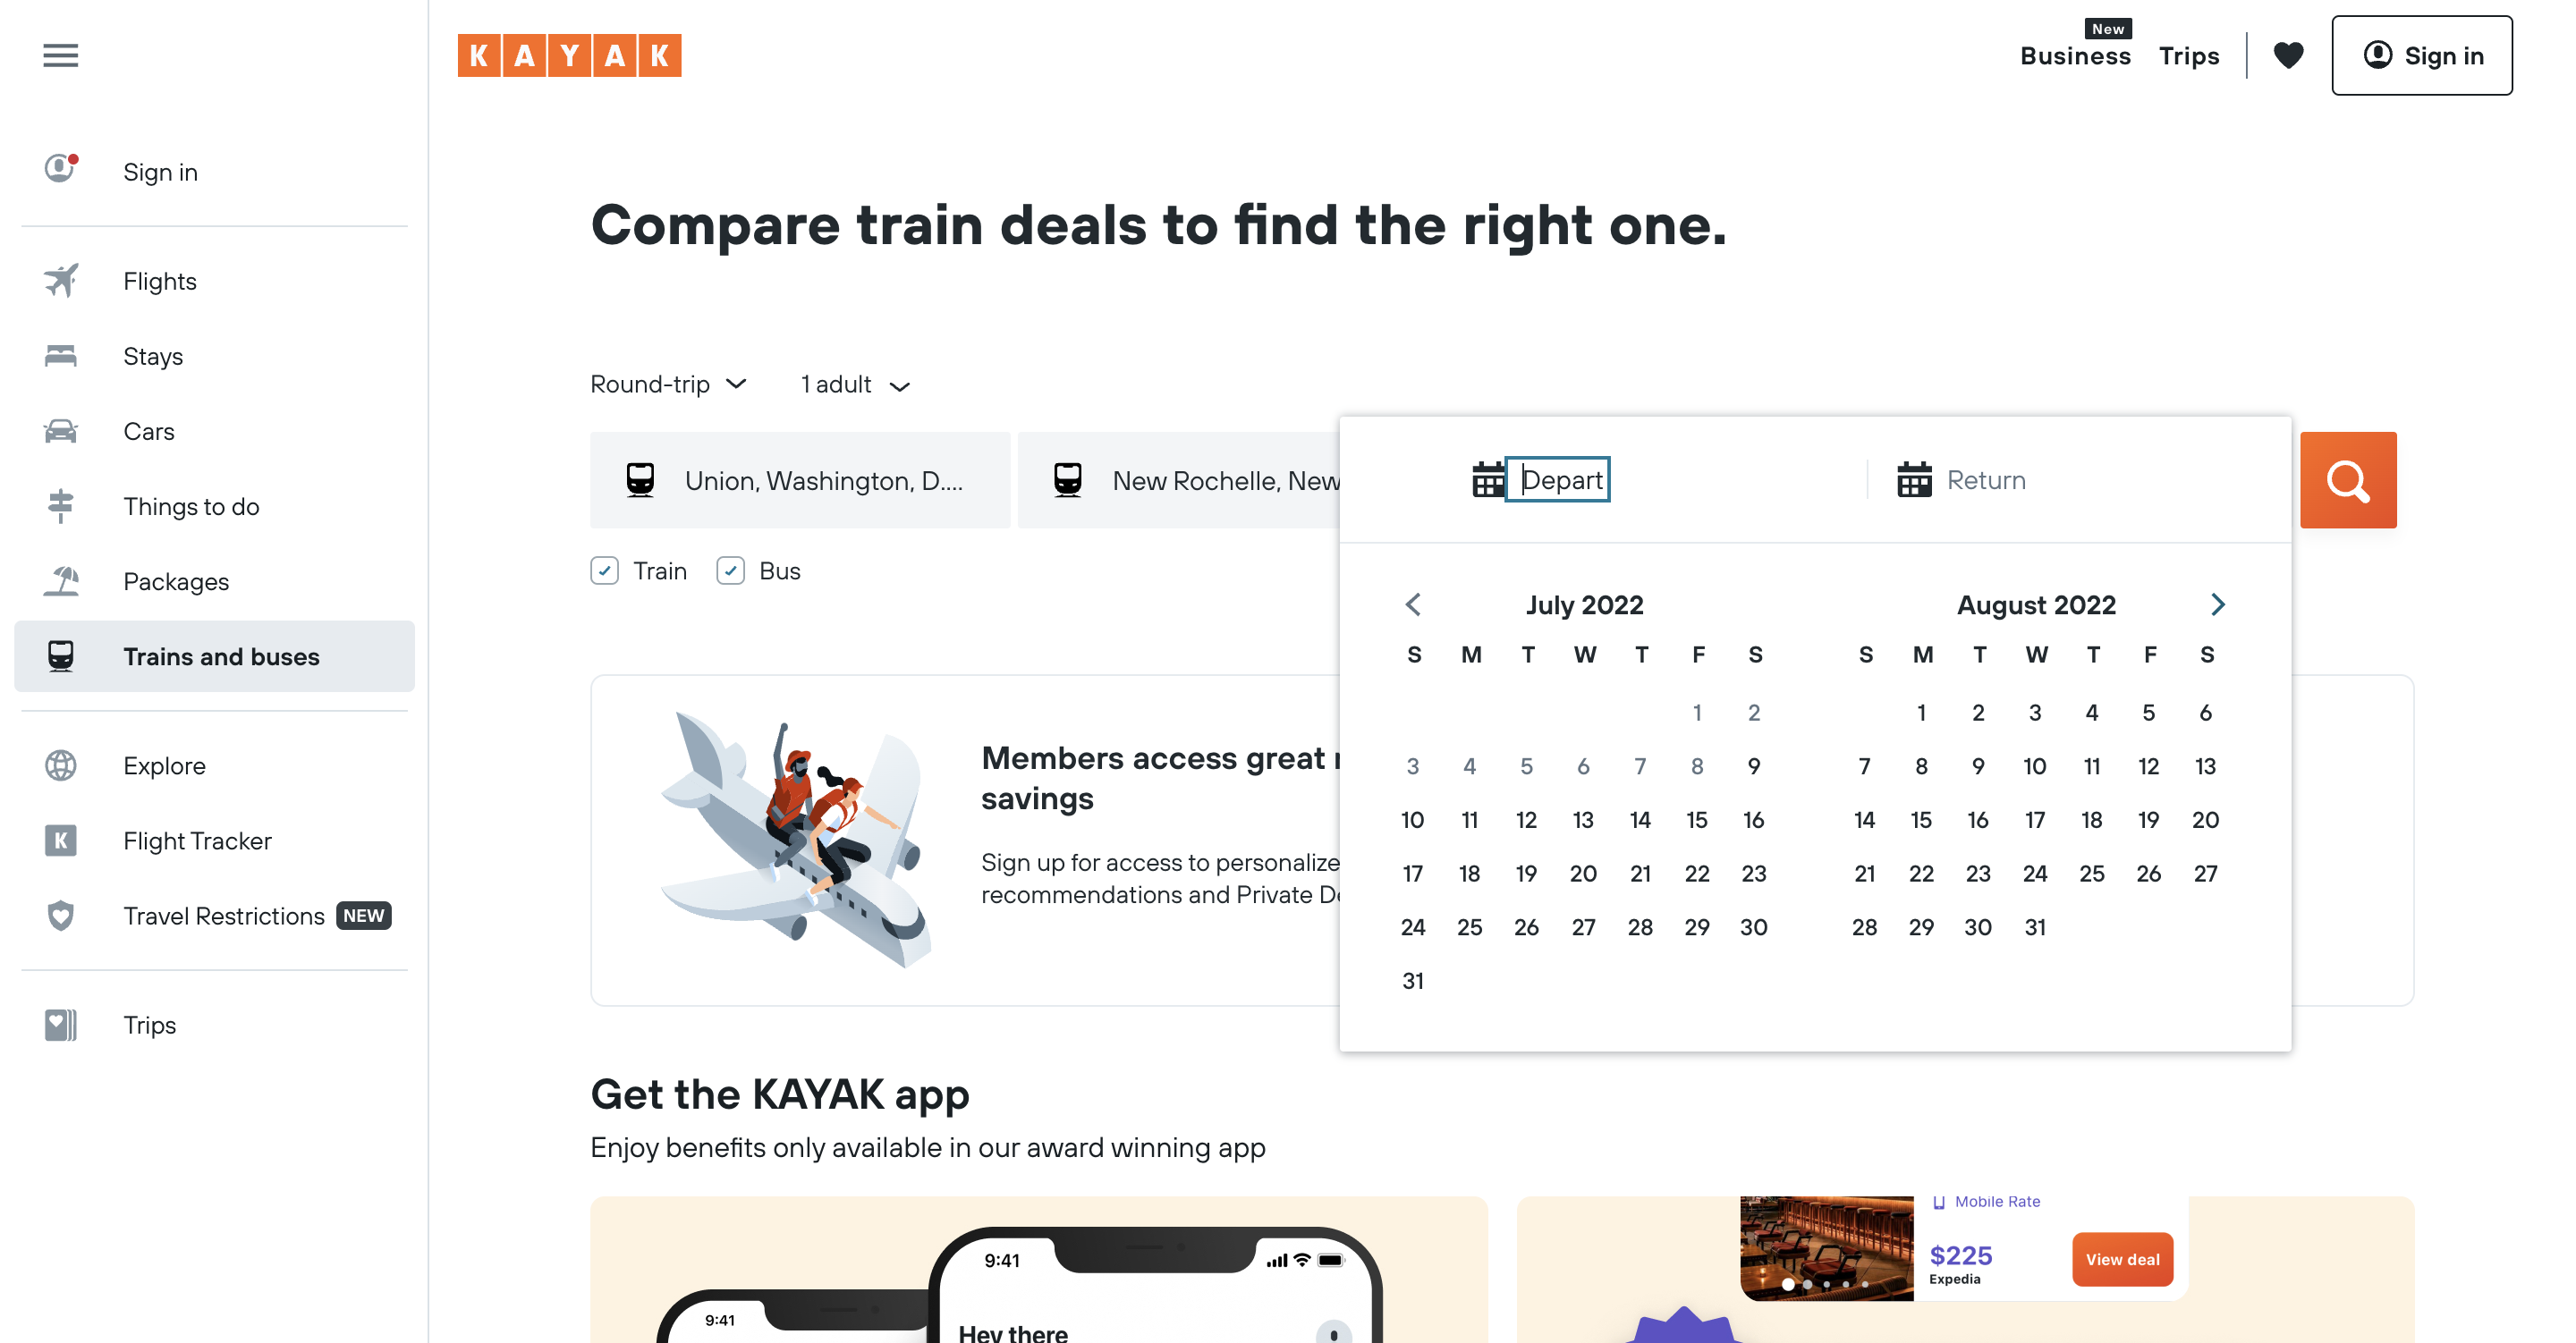 KAYAK
New
Business
Trips
Sign in
Sign in
Flights
Stays
Cars
Things to do
Packages
Trains and buses
Explore
K
Flight Tracker
Travel Restrictions NEW
Trips
Compare train deals to find the right one.
Round-trip
1 adult
Union, Washington, D....
New Rochelle, New
Depart
Return
Train
Bus
July 2022
S M T W T F S
1 2
3 4 5 6 7 8 9
10 11 12 13 14 15 16
17 18 19 20 21 22 23
24 25 26 27 28 29 30
31
August 2022
S M T W T F S
1 2 3 4 5 6
7 8 9 10 11 12 13
14 15 16 17 18 19 20
21 22 23 24 25 26 27
28 29 30 31
Members access great
savings
Sign up for access to personalize
recommendations and Private
Get the KAYAK app
Enjoy benefits only available in our award winning app
9:41
9:41
Hey there
Mobile Rate
$225
Expedia
View deal